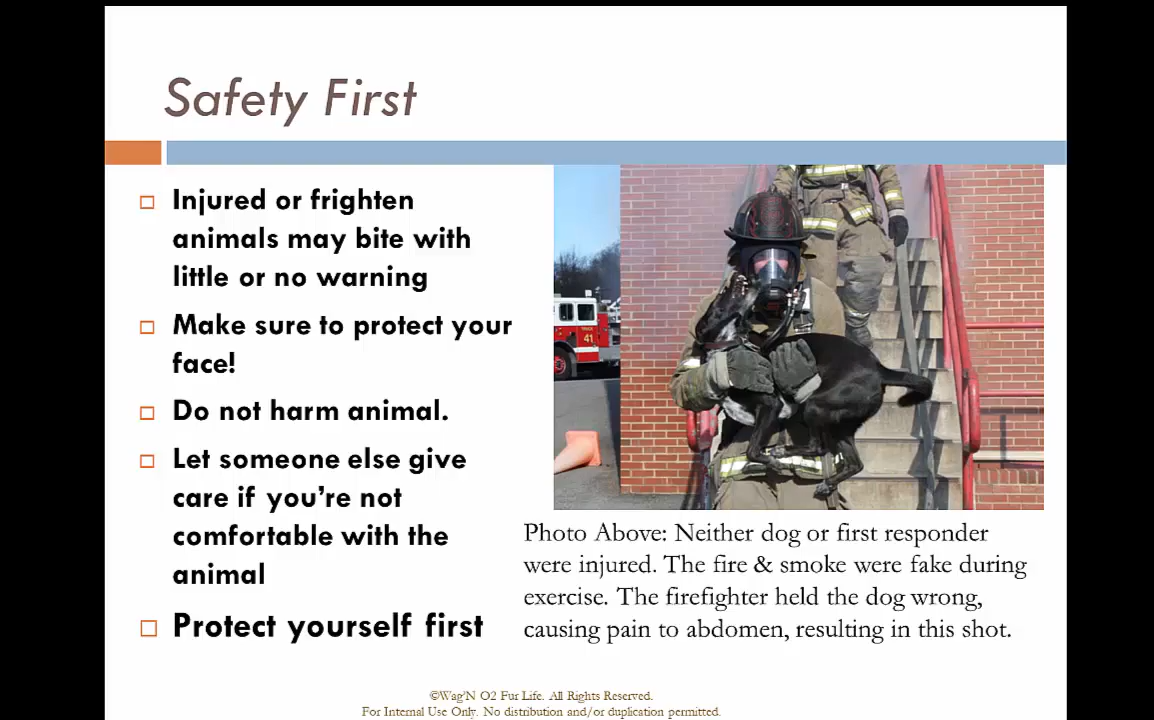 Safety First
Injured or frighten
animals may bite with
little or no warning
Make sure to protect your
face!
Do not harm animal.
Let someone else give
care if you're not
comfortable with the
animal
Protect yourself first
TRUCK
41
Photo Above: Neither dog or first responder
were injured. The fire & smoke were fake during
exercise. The firefighter held the dog wrong,
causing pain to abdomen, resulting in this shot.
©Wag'N O2 Fur Life. All Rights Reserved.
For Internal Use Only. No distribution and/or duplication permitted.